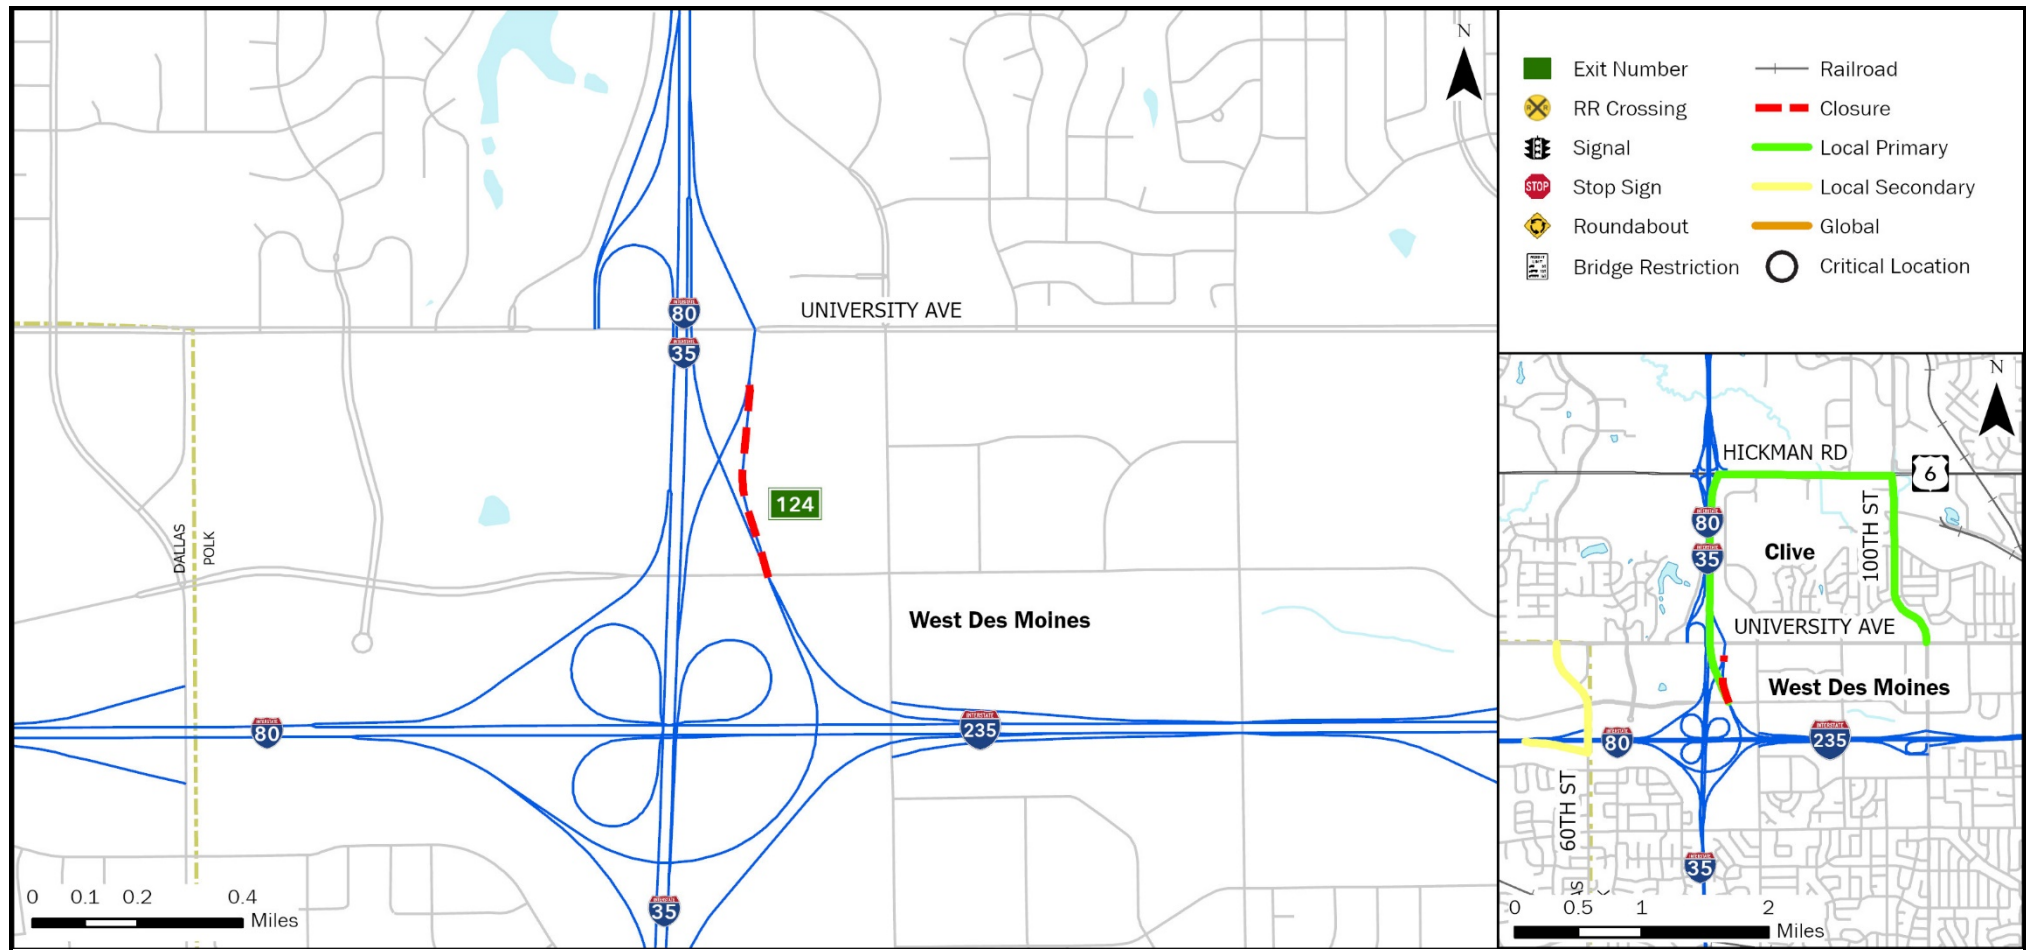 N
80
35
UNIVERSITY AVE
124
DALLAS
POLK
West Des Moines
80
235
35
0 0.1 0.2 0.4
Miles
Exit Number
RR Crossing
Signal
STOP
Stop Sign
Roundabout
Bridge Restriction
Railroad
Closure
Local Primary
Local Secondary
Global
Critical Location
N
HICKMAN RD
6
80
35
Clive
100TH ST
UNIVERSITY AVE
West Des Moines
80
INTERSTATE
235
60TH ST
35
AS
0 0.5 1 2
Miles